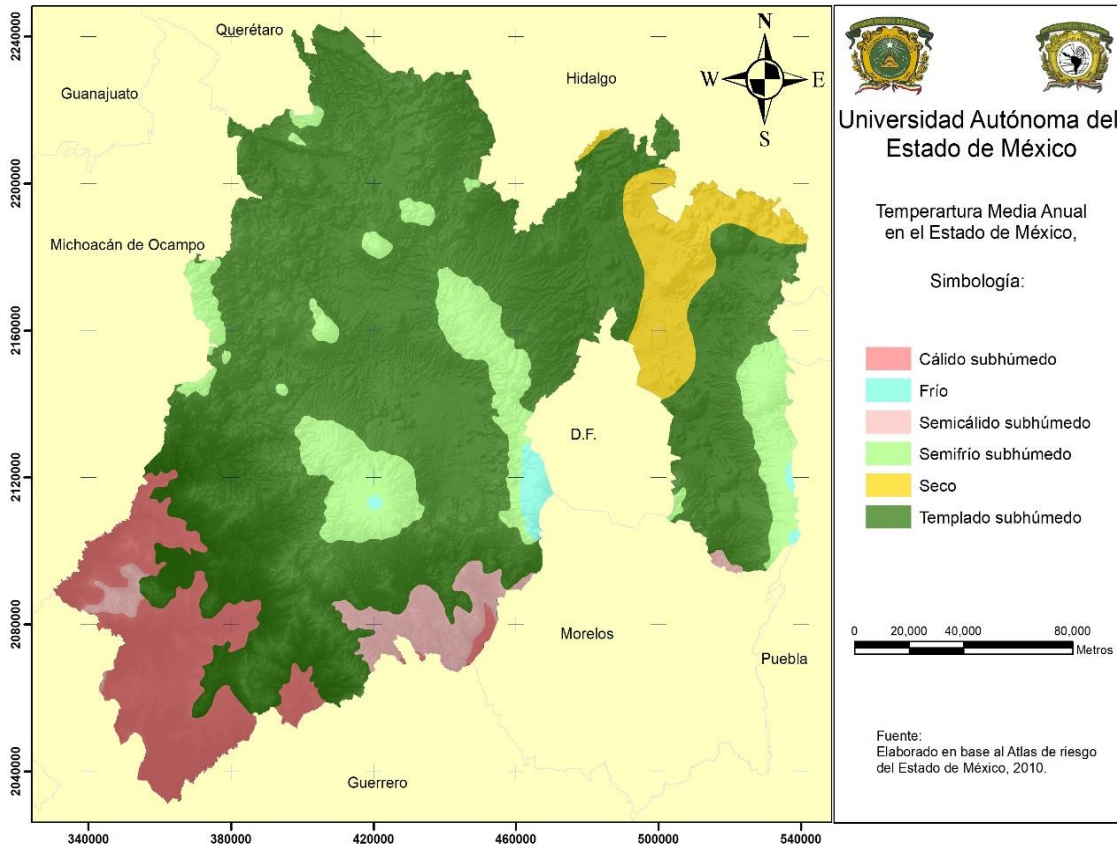 Querétaro
Guanajuato
Hidalgo
Michoacán de Ocampo
D.F.
Morelos
Puebla
Guerrero
N
W
E
S
2240000
2200000
2160000
2120000
2080000
2040000
340000
380000
420000
460000
500000
540000
Universidad Autónoma del
Estado de México
Temperartura Media Anual
en el Estado de México,
Simbología:
Cálido subhúmedo
Frío
Semicálido subhúmedo
Semifrío subhúmedo
Seco
Templado subhúmedo
0 20,000 40,000 80,000
Metros
Fuente:
Elaborado en base al Atlas de riesgo
del Estado de México, 2010.